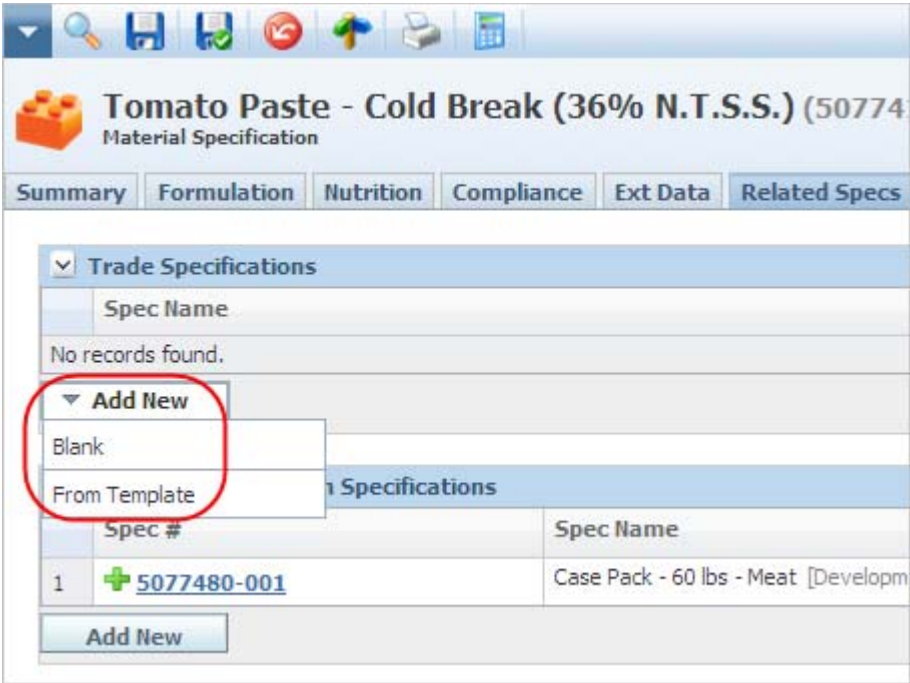 Tomato Paste - Cold Break (36% N.T.S.S.) (50774
Material Specification
Summary Formulation Nutrition Compliance Ext Data Related Specs
Trade Specifications
Spec Name
No records found.
Add New
Blank
From Template
Specifications
Spec # Spec Name
1 5077480-001 Case Pack - 60 lbs - Meat [Developm
Add New